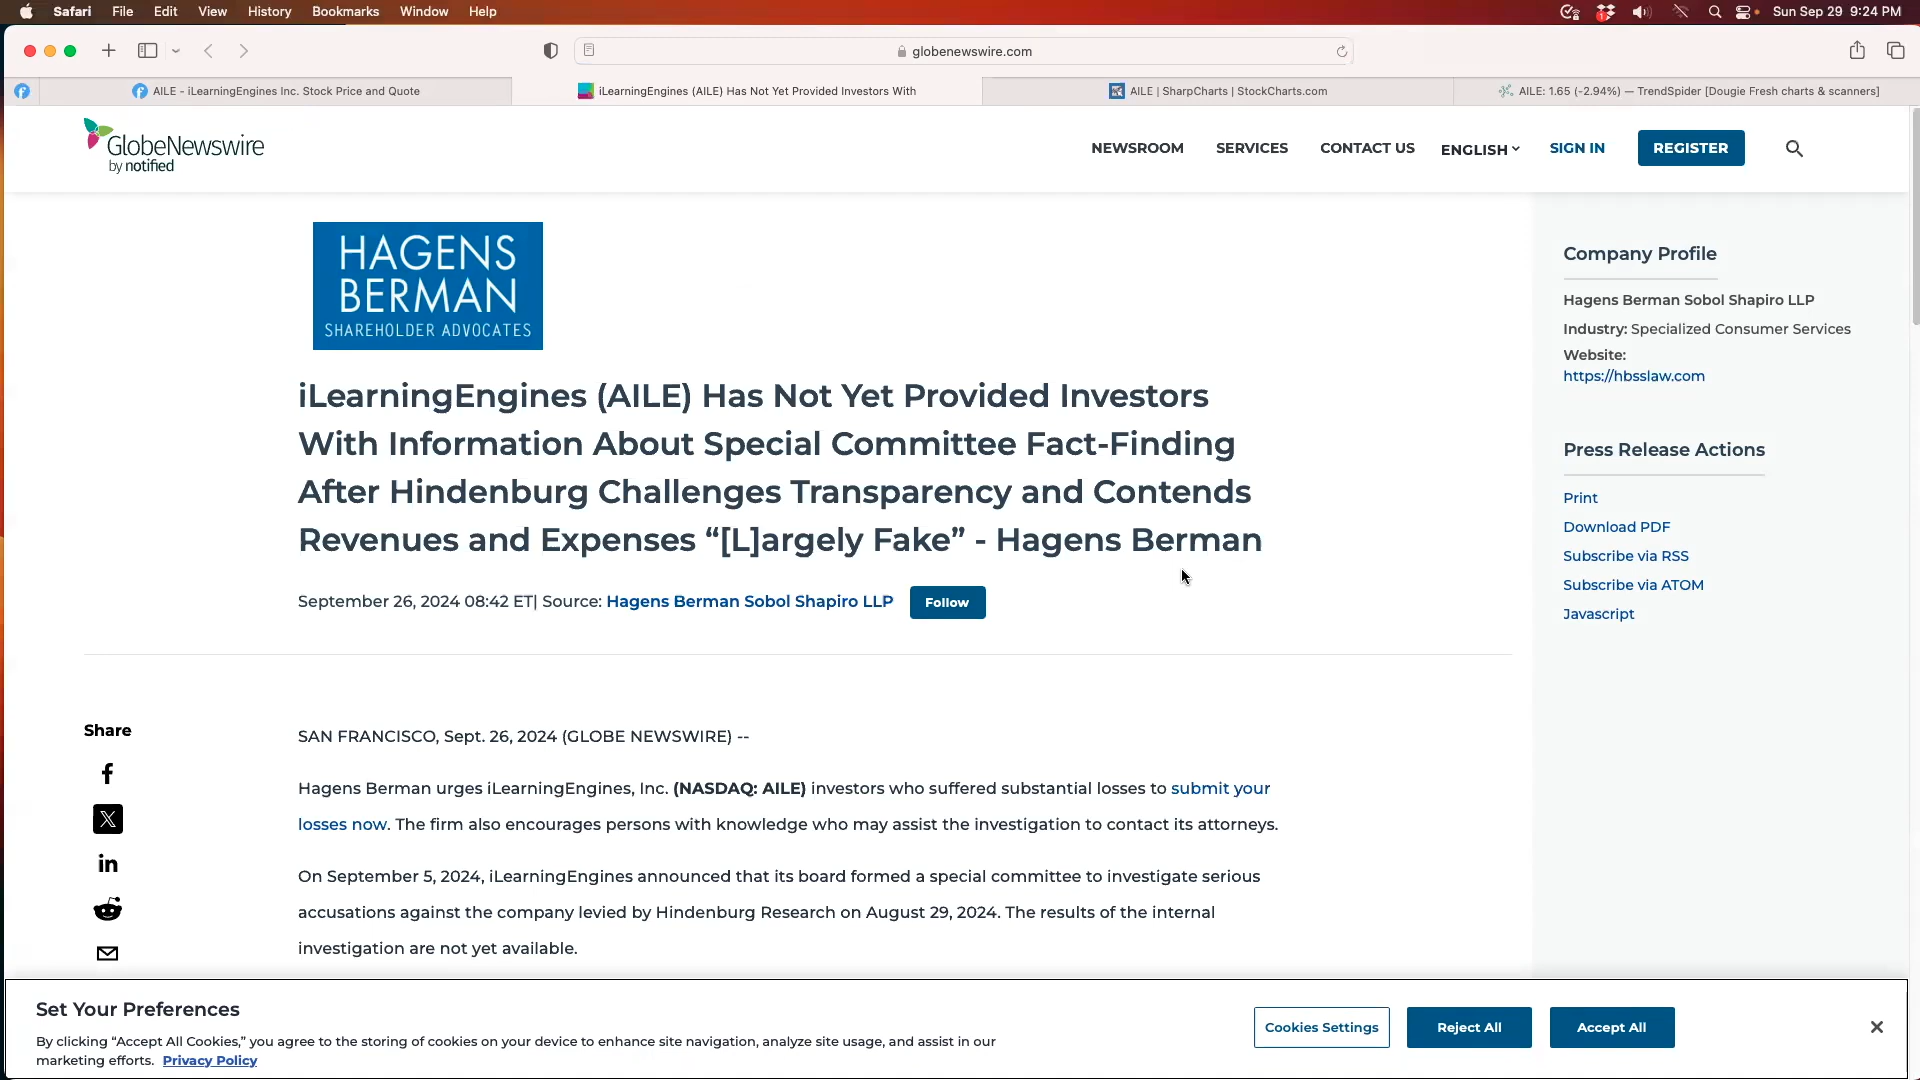 Safari File Edit View History Bookmarks Window Help Sun Sep 29 9:24 PM
globenewswire.com
AILE - iLearningEngines Inc. Stock Price and Quote
iLearningEngines (AILE) Has Not Yet Provided Investors With
AILE | SharpCharts | StockCharts.com
AILE: 1.65 (-2.94%) — TrendSpider [Dougie Fresh charts & scanners]
GlobeNewswire
by notified
NEWSROOM SERVICES CONTACT US ENGLISH SIGN IN REGISTER
HAGENS
BERMAN
SHAREHOLDER ADVOCATES
iLearningEngines (AILE) Has Not Yet Provided Investors
With Information About Special Committee Fact-Finding
After Hindenburg Challenges Transparency and Contends
Revenues and Expenses “[L]argely Fake” - Hagens Berman
September 26, 2024 08:42 ET| Source: Hagens Berman Sobol Shapiro LLP Follow
Share
SAN FRANCISCO, Sept. 26, 2024 (GLOBE NEWSWIRE) --
Hagens Berman urges iLearningEngines, Inc. (NASDAQ: AILE) investors who suffered substantial losses to submit your
losses now. The firm also encourages persons with knowledge who may assist the investigation to contact its attorneys.
On September 5, 2024, iLearningEngines announced that its board formed a special committee to investigate serious
accusations against the company levied by Hindenburg Research on August 29, 2024. The results of the internal
investigation are not yet available.
Company Profile
Hagens Berman Sobol Shapiro LLP
Industry: Specialized Consumer Services
Website:
https://hbsslaw.com
Press Release Actions
Print
Download PDF
Subscribe via RSS
Subscribe via ATOM
Javascript
Set Your Preferences
By clicking “Accept All Cookies,” you agree to the storing of cookies on your device to enhance site navigation, analyze site usage, and assist in our
marketing efforts. Privacy Policy
Cookies Settings Reject All Accept All